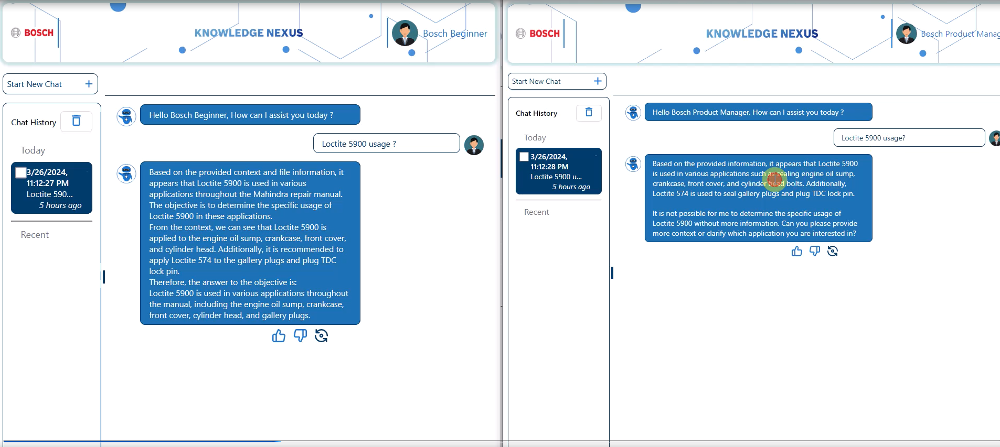 BOSCH
KNOWLEDGE NEXUS
Bosch Beginner
Start New Chat +
Chat History
Today
3/26/2024,
11:12:27 PM
Loctite 590...
5 hours ago
Recent
Hello Bosch Beginner, How can I assist you today ?
Loctite 5900 usage ?
Based on the provided context and file information, it
appears that Loctite 5900 is used in various
applications throughout the Mahindra repair manual.
The objective is to determine the specific usage of
Loctite 5900 in these applications.
From the context, we can see that Loctite 5900 is
applied to the engine oil sump, crankcase, front cover,
and cylinder head. Additionally, it is recommended to
apply Loctite 574 to the gallery plugs and plug TDC
lock pin.
Therefore, the answer to the objective is:
Loctite 5900 is used in various applications throughout
the manual, including the engine oil sump, crankcase,
front cover, cylinder head, and gallery plugs.
BOSCH
KNOWLEDGE NEXUS
Bosch Product Manag
Start New Chat +
Chat History
Today
3/26/2024,
11:12:28 PM
Loctite 5900 u...
5 hours ago
Recent
Hello Bosch Product Manager, How can I assist you today ?
Loctite 5900 usage?
Based on the provided information, it appears that Loctite 5900
is used in various applications such as sealing engine oil sump,
crankcase, front cover, and cylinder head bolts. Additionally,
Loctite 574 is used to seal gallery plugs and plug TDC lock pin.
It is not possible for me to determine the specific usage of
Loctite 5900 without more information. Can you please provide
more context or clarify which application you are interested in?